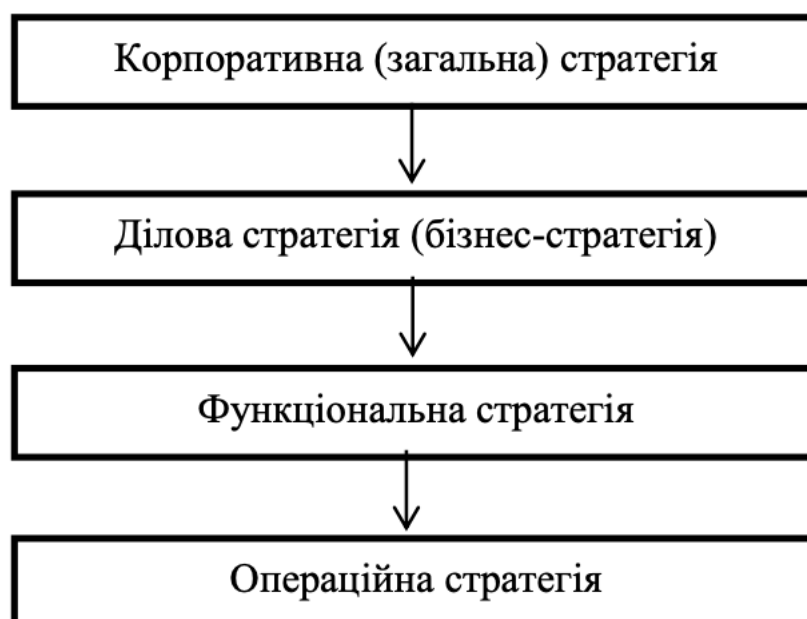 Корпоративна (загальна) стратегія
Ділова стратегія (бізнес-стратегія)
Функціональна стратегія
Операційна стратегія